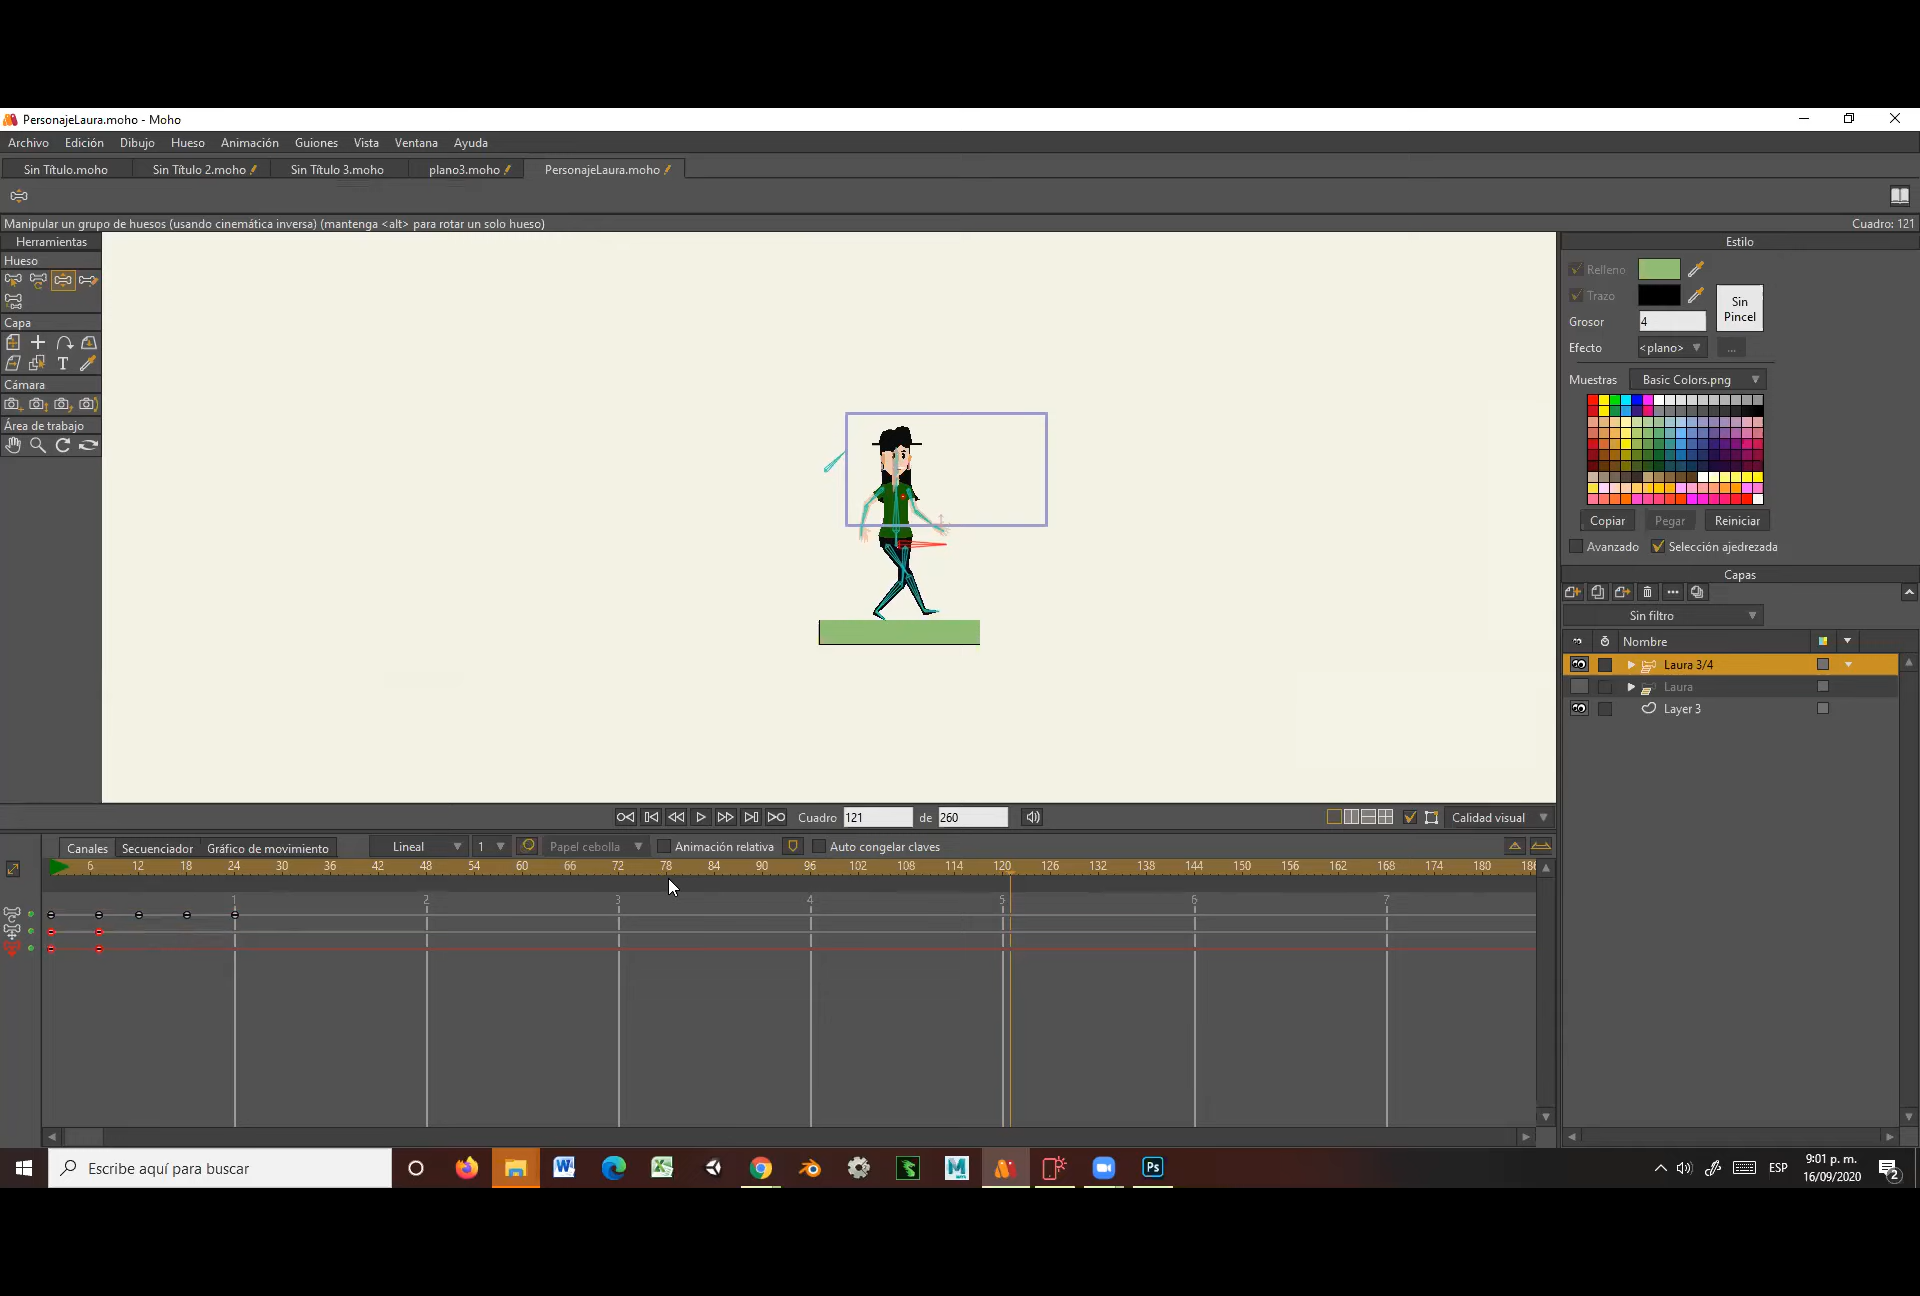 PersonajeLaura.moho - Moho
Archivo Edición Dibujo Hueso Animación Guiones Vista Ventana Ayuda
Sin Título.moho Sin Título 2.moho Sin Título 3.moho plano3.moho PersonajeLaura.moho
Manipular un grupo de huesos (usando cinemática inversa) (mantenga <alt> para rotar un solo hueso) Cuadro: 121
Herramientas
Hueso
Capa
T
Cámara
Área de trabajo
Estilo
Relleno
Trazo
Sin
Pincel
Grosor 4
Efecto <plano> ...
Muestras Basic Colors.png
Copiar Pegar Reiniciar
Avanzado Selección ajedrezada
Capas
Sin filtro
Nombre
Laura 3/4
Laura
Layer 3
Cuadro 121 de 260 Calidad visual
Canales Secuenciador Gráfico de movimiento Lineal 1 Papel cebolla Animación relativa Auto congelar claves
6 12 18 24 30 36 42 48 54 60 66 72 78 84 90 96 102 108 114 120 126 132 138 144 150 156 162 168 174 180 186
1 2 3 4 5 6 7
Escribe aquí para buscar
W Ps ESP
9:01 p. m.
16/09/2020
2